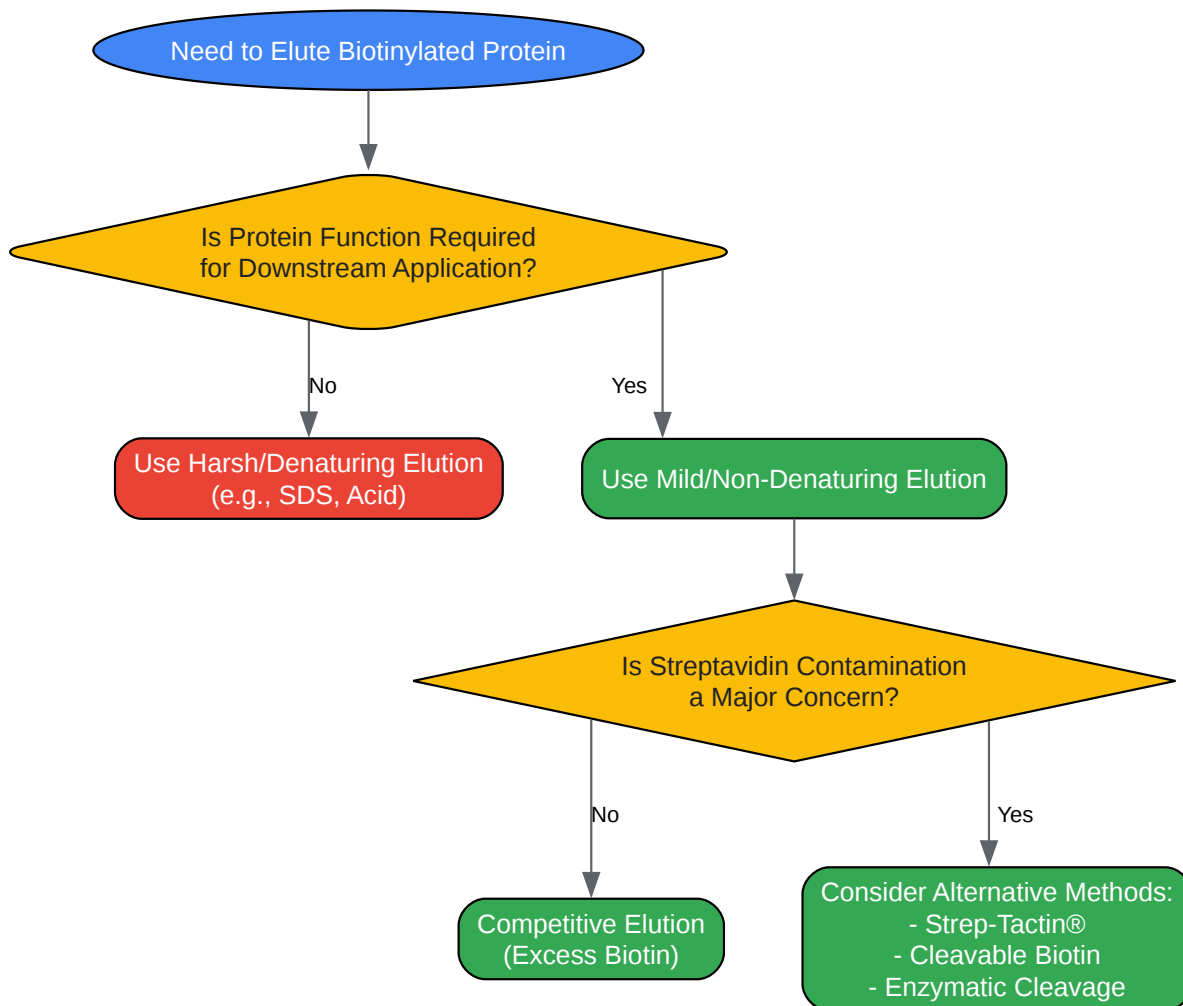 Need to Elute Biotinylated Protein
Is Protein Function Required
for Downstream Application?
No
Yes
Use Harsh/Denaturing Elution
(e.g., SDS, Acid)
Use Mild/Non-Denaturing Elution
Is Streptavidin Contamination
a Major Concern?
No
Yes
Competitive Elution
(Excess Biotin)
Consider Alternative Methods:
- Strep-Tactin®
- Cleavable Biotin
- Enzymatic Cleavage